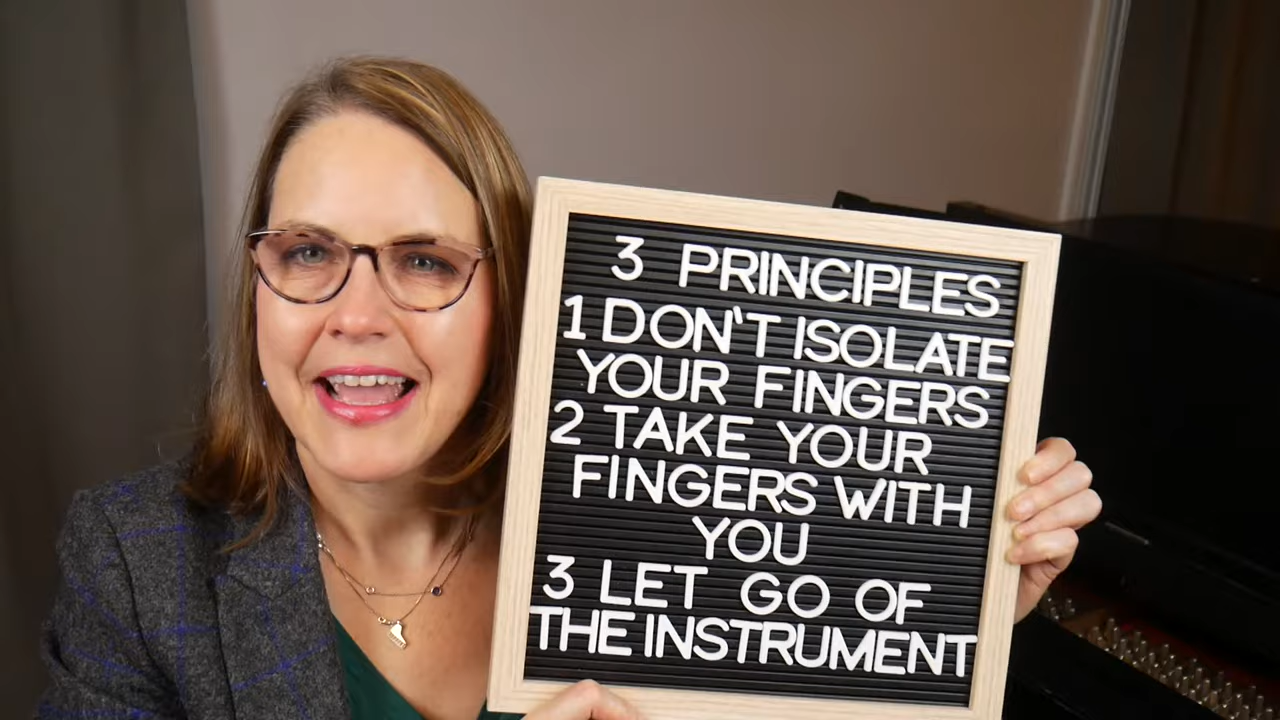 3 PRINCIPLES
1 DON'T ISOLATE
YOUR FINGERS
2 TAKE YOUR
FINGERS WITH
YOU
3 LET GO OF
THE INSTRUMENT